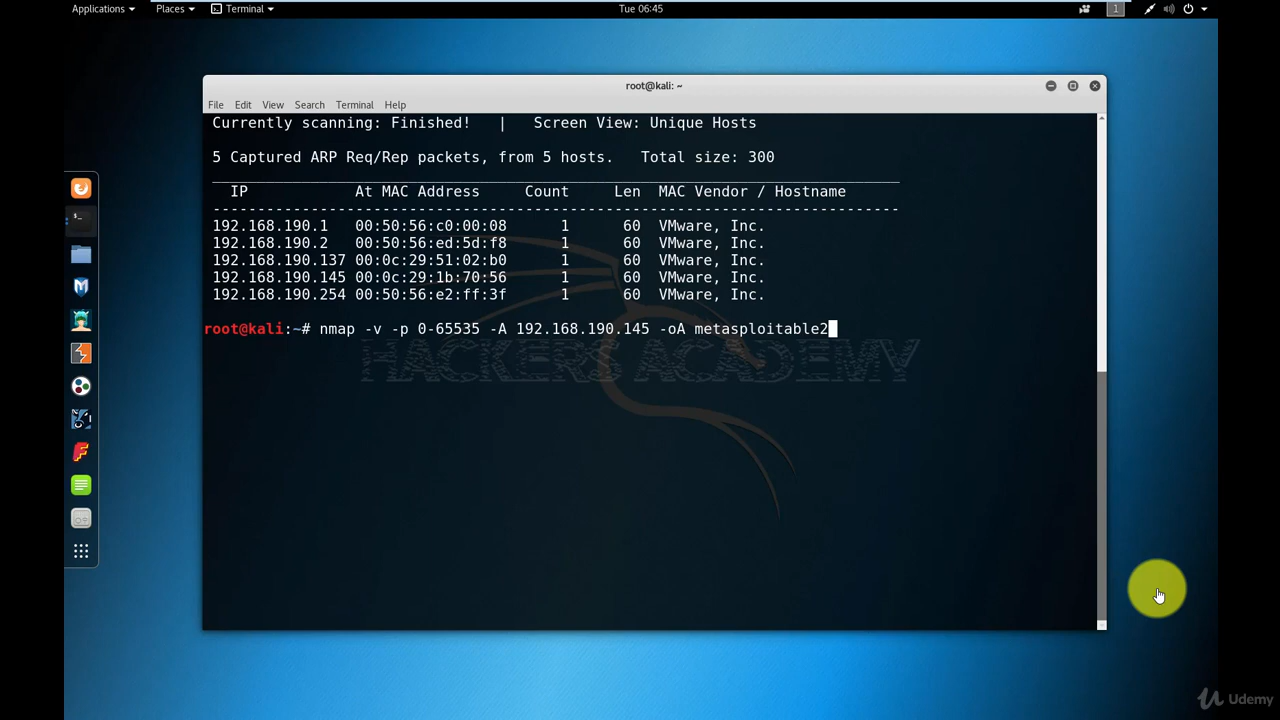 Applications Places Terminal Tue 06:45 1
root@kali: ~
File Edit View Search Terminal Help
Currently scanning: Finished! | Screen View: Unique Hosts
5 Captured ARP Req/Rep packets, from 5 hosts. Total size: 300
_____________________________________________________________________________
IP At MAC Address Count Len MAC Vendor / Hostname
-----------------------------------------------------------------------------
192.168.190.1 00:50:56:c0:00:08 1 60 VMware, Inc.
192.168.190.2 00:50:56:ed:5d:f8 1 60 VMware, Inc.
192.168.190.137 00:0c:29:51:02:b0 1 60 VMware, Inc.
192.168.190.145 00:0c:29:1b:70:56 1 60 VMware, Inc.
192.168.190.254 00:50:56:e2:ff:3f 1 60 VMware, Inc.
root@kali:~# nmap -v -p 0-65535 -A 192.168.190.145 -oA metasploitable2
HACKERS ACADEMY
Udemy